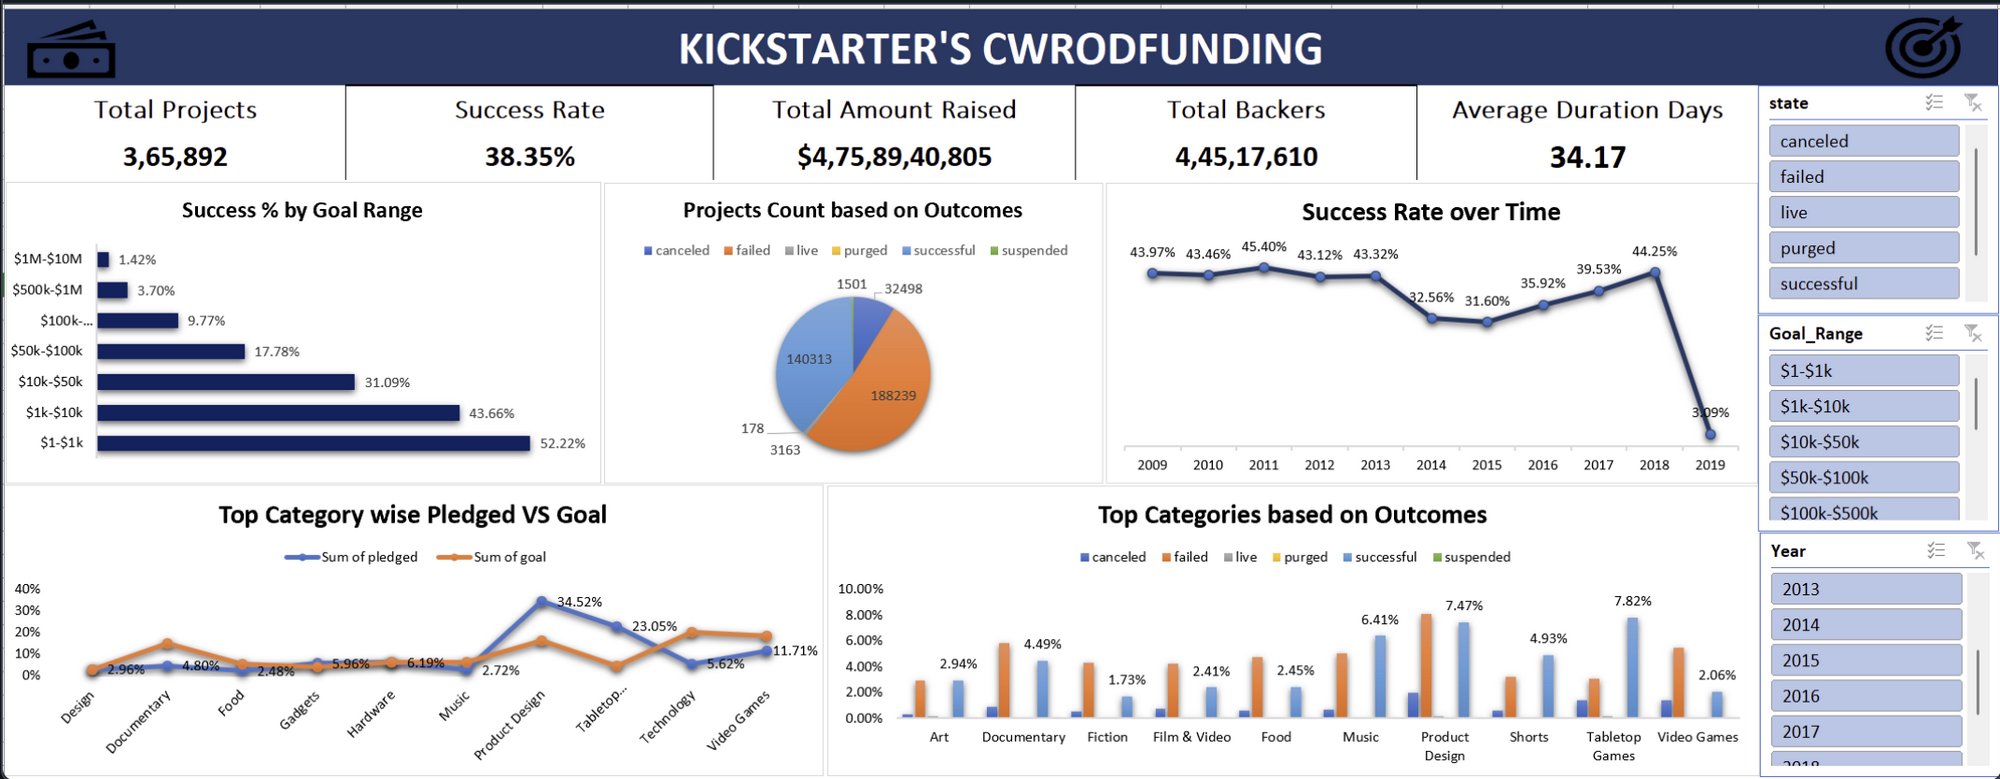 KICKSTARTER'S CWRODFUNDING
Total Projects
3,65,892
Success Rate
38.35%
Total Amount Raised
$4,75,89,40,805
Total Backers
4,45,17,610
Average Duration Days
34.17
state
canceled
failed
live
purged
successful
Success % by Goal Range
$1M-$10M 1.42%
$500k-$1M 3.70%
$100k-... 9.77%
$50k-$100k 17.78%
$10k-$50k 31.09%
$1k-$10k 43.66%
$1-$1k 52.22%
Projects Count based on Outcomes
canceled failed live purged successful suspended
1501 32498
140313
188239
178
3163
Success Rate over Time
43.97% 43.46% 45.40% 43.12% 43.32% 32.56% 31.60% 35.92% 39.53% 44.25% 3.09%
2009 2010 2011 2012 2013 2014 2015 2016 2017 2018 2019
Goal_Range
$1-$1k
$1k-$10k
$10k-$50k
$50k-$100k
$100k-$500k
Top Category wise Pledged VS Goal
Sum of pledged Sum of goal
40%
30%
20%
10%
0%
2.96% 4.80% 2.48% 5.96% 6.19% 2.72% 34.52% 23.05% 5.62% 11.71%
Design Documentary Food Gadgets Hardware Music Product Design Tabletop... Technology Video Games
Top Categories based on Outcomes
canceled failed live purged successful suspended
10.00%
8.00%
6.00%
4.00%
2.00%
0.00%
2.94% 4.49% 1.73% 2.41% 2.45% 6.41% 7.47% 4.93% 7.82% 2.06%
Art Documentary Fiction Film & Video Food Music Product Design Shorts Tabletop Games Video Games
Year
2013
2014
2015
2016
2017
2018